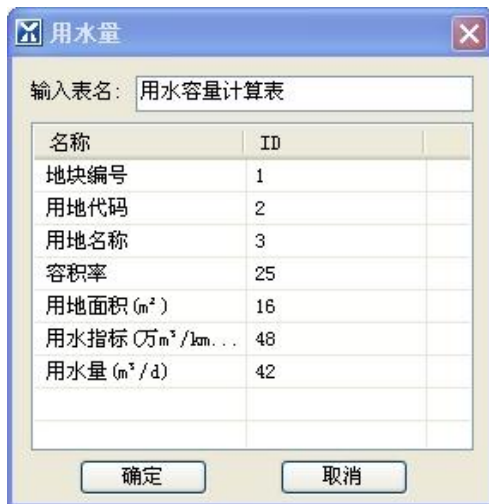 用水量
输入表名: 用水容量计算表
名称 ID
地块编号 1
用地代码 2
用地名称 3
容积率 25
用地面积(m²) 16
用水指标(万m³/km... 48
用水量(m³/d) 42
确定 取消